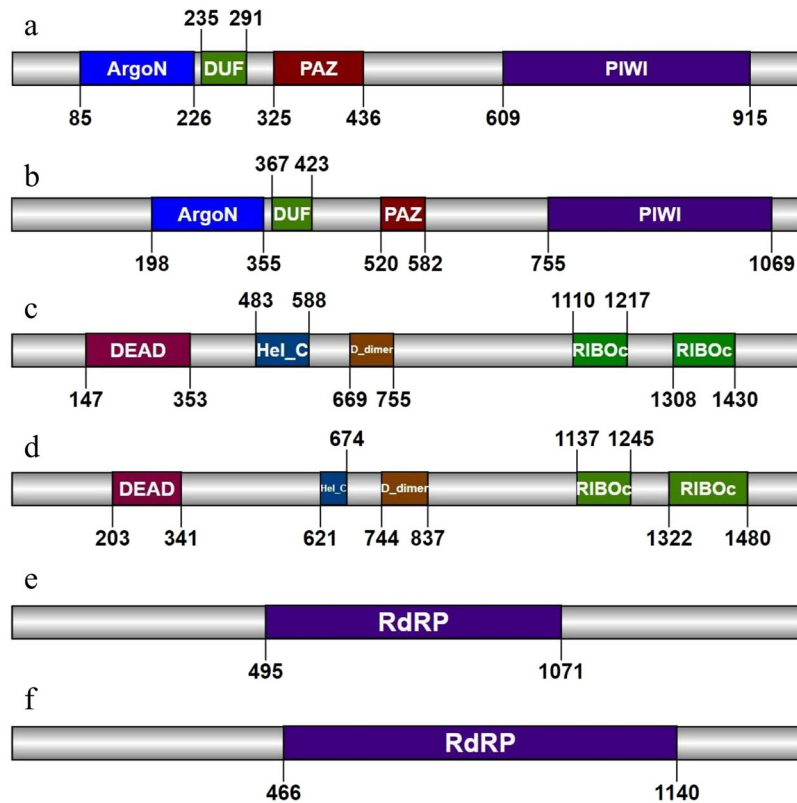 a
235 291
ArgoN DUF PAZ PIWI
85 226 325 436 609 915
b
367 423
ArgoN DUF PAZ PIWI
198 355 520 582 755 1069
c
483 588 1110 1217
DEAD Hel_C D_dimer RIBOc RIBOc
147 353 669 755 1308 1430
d
674 1137 1245
DEAD Hel_C D_dimer RIBOc RIBOc
203 341 621 744 837 1322 1480
e
RdRP
495 1071
f
RdRP
466 1140